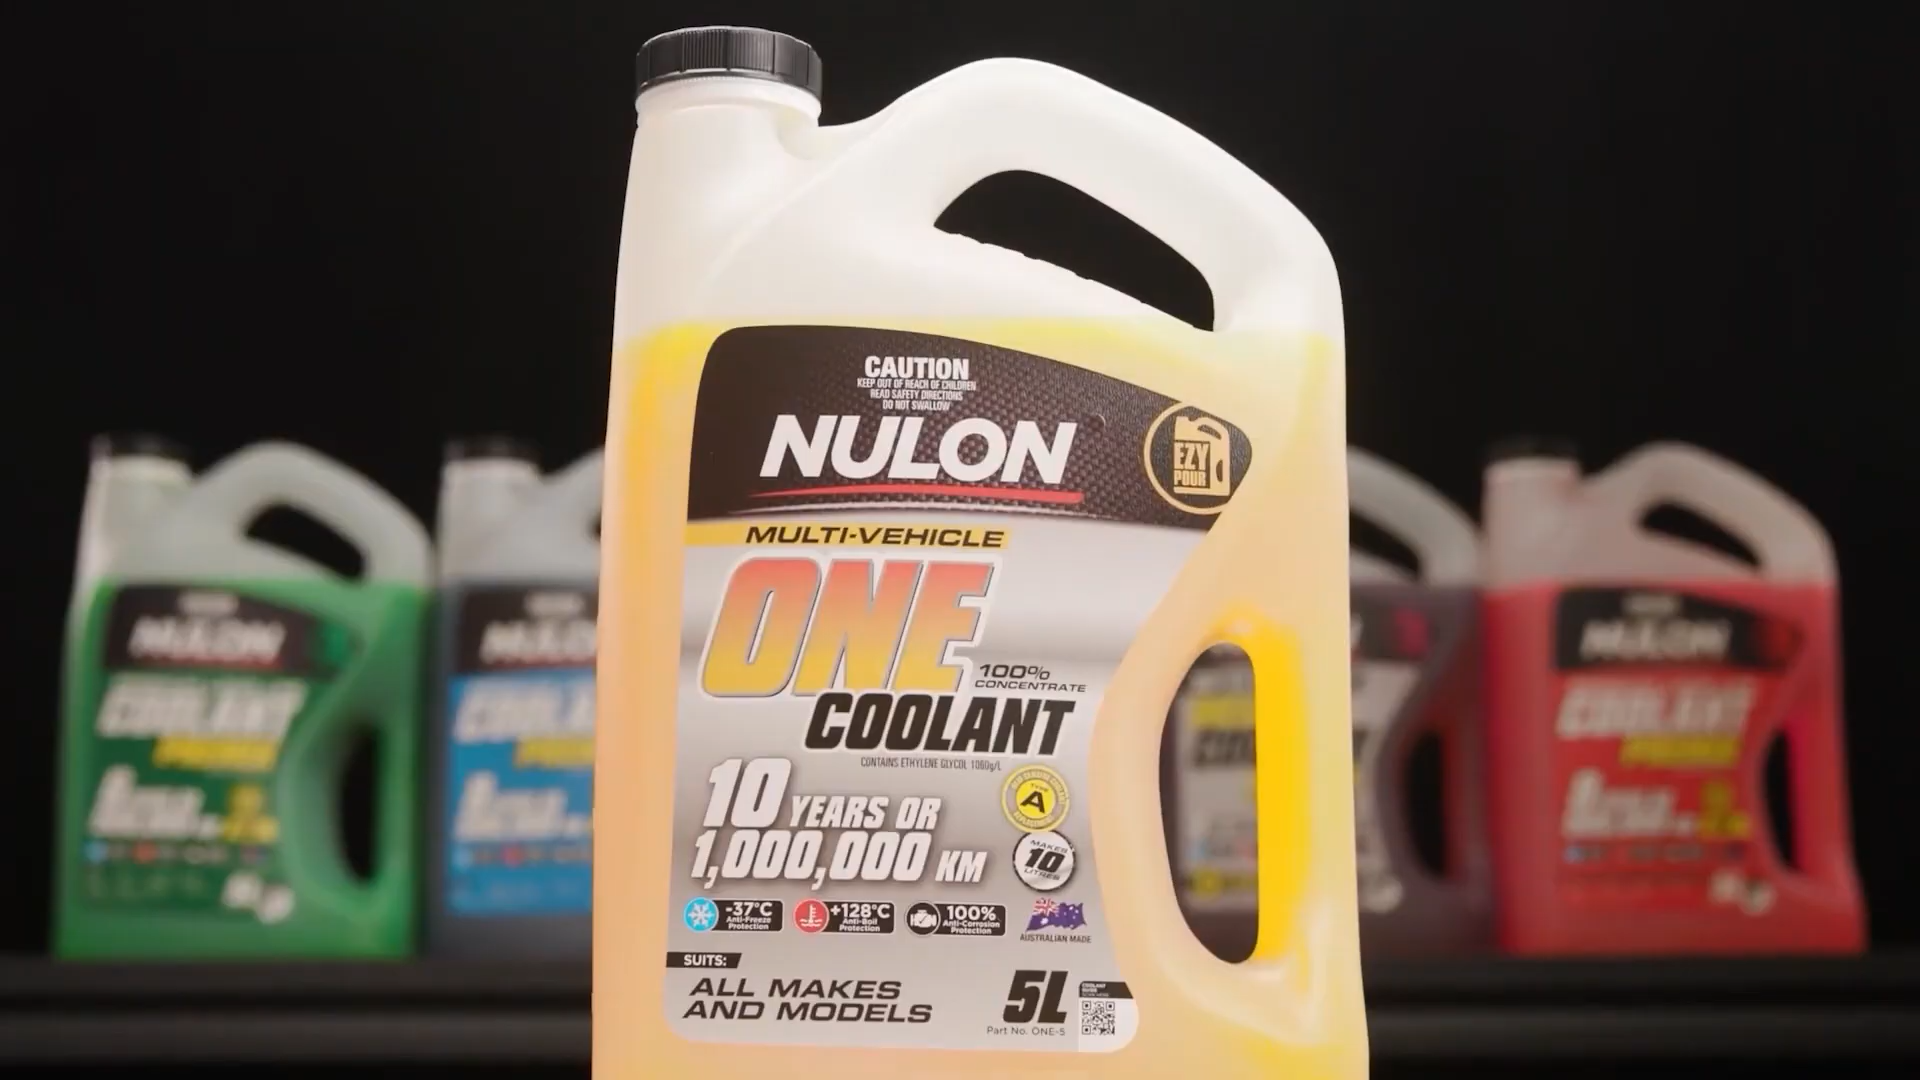 CAUTION
KEEP OUT OF REACH OF CHILDREN
READ SAFETY DIRECTIONS
DO NOT SWALLOW
NULON
EZY
POUR
MULTI-VEHICLE
ONE
100%
CONCENTRATE
COOLANT
CONTAINS ETHYLENE GLYCOL 1060g/L
10 YEARS OR
1,000,000 KM
TYPE
A
MAKES
10
LITRES
-37°C
Anti-Freeze
Protection
+128°C
Anti-Boil
Protection
100%
Anti-Corrosion
Protection
AUSTRALIAN MADE
SUITS:
ALL MAKES
AND MODELS
5L
Part No. ONE-5
NULON
COOLANT
NULON
NULON
COOLANT